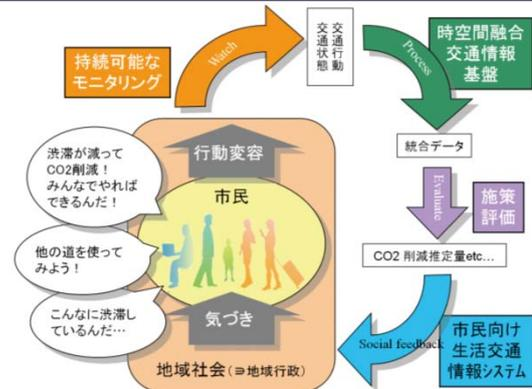 持続可能な
モニタリング
Watch
交通行動
交通状態
Process
時空間融合
交通情報
基盤
統合データ
Evaluate
施策
評価
CO2 削減推定量etc…
Social feedback
市民向け
生活交通
情報システム
行動変容
市民
気づき
地域社会(∋地域行政)
渋滞が減って
CO2削減！
みんなでやれば
できるんだ！
他の道を使って
みよう！
こんなに渋滞し
ているんだ…